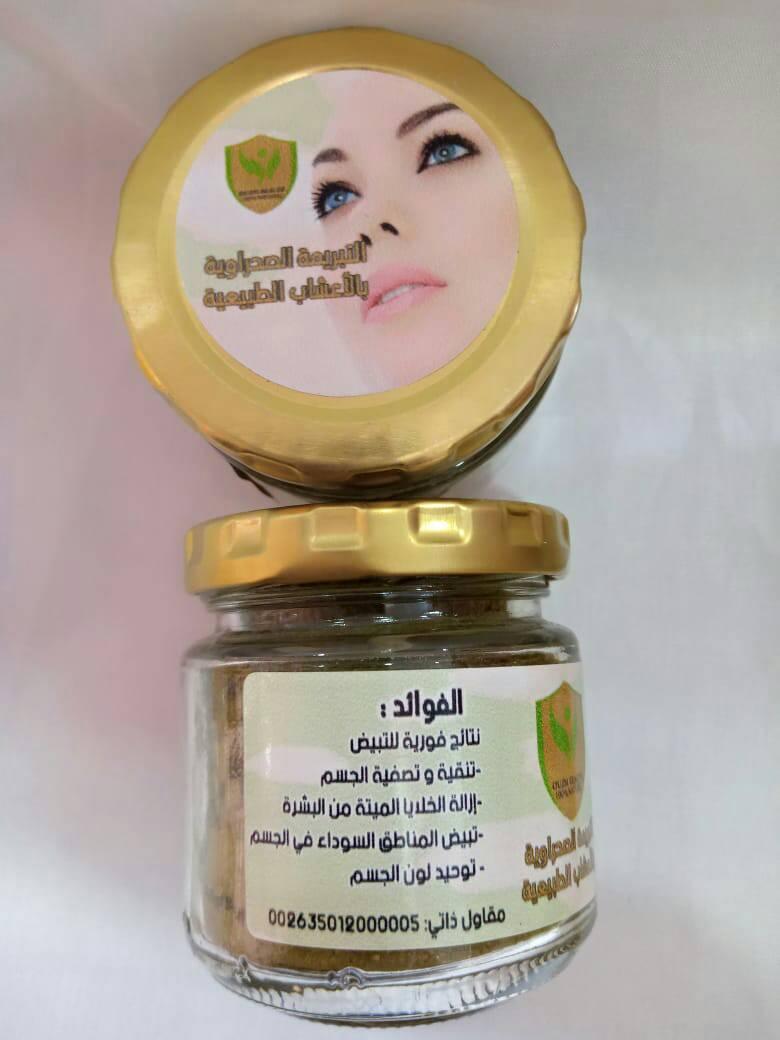 التبريمة الصحراوية
بالأعشاب الطبيعية
الفوائد :
نتائج فورية للتبيض
-تنقية و تصفية الجسم
-إزالة الخلايا الميتة من البشرة
-تبيض المناطق السوداء في الجسم
- توحيد لون الجسم
مقاول ذاتي: 002635012000005
التبريمة الصحراوية
بالأعشاب الطبيعية